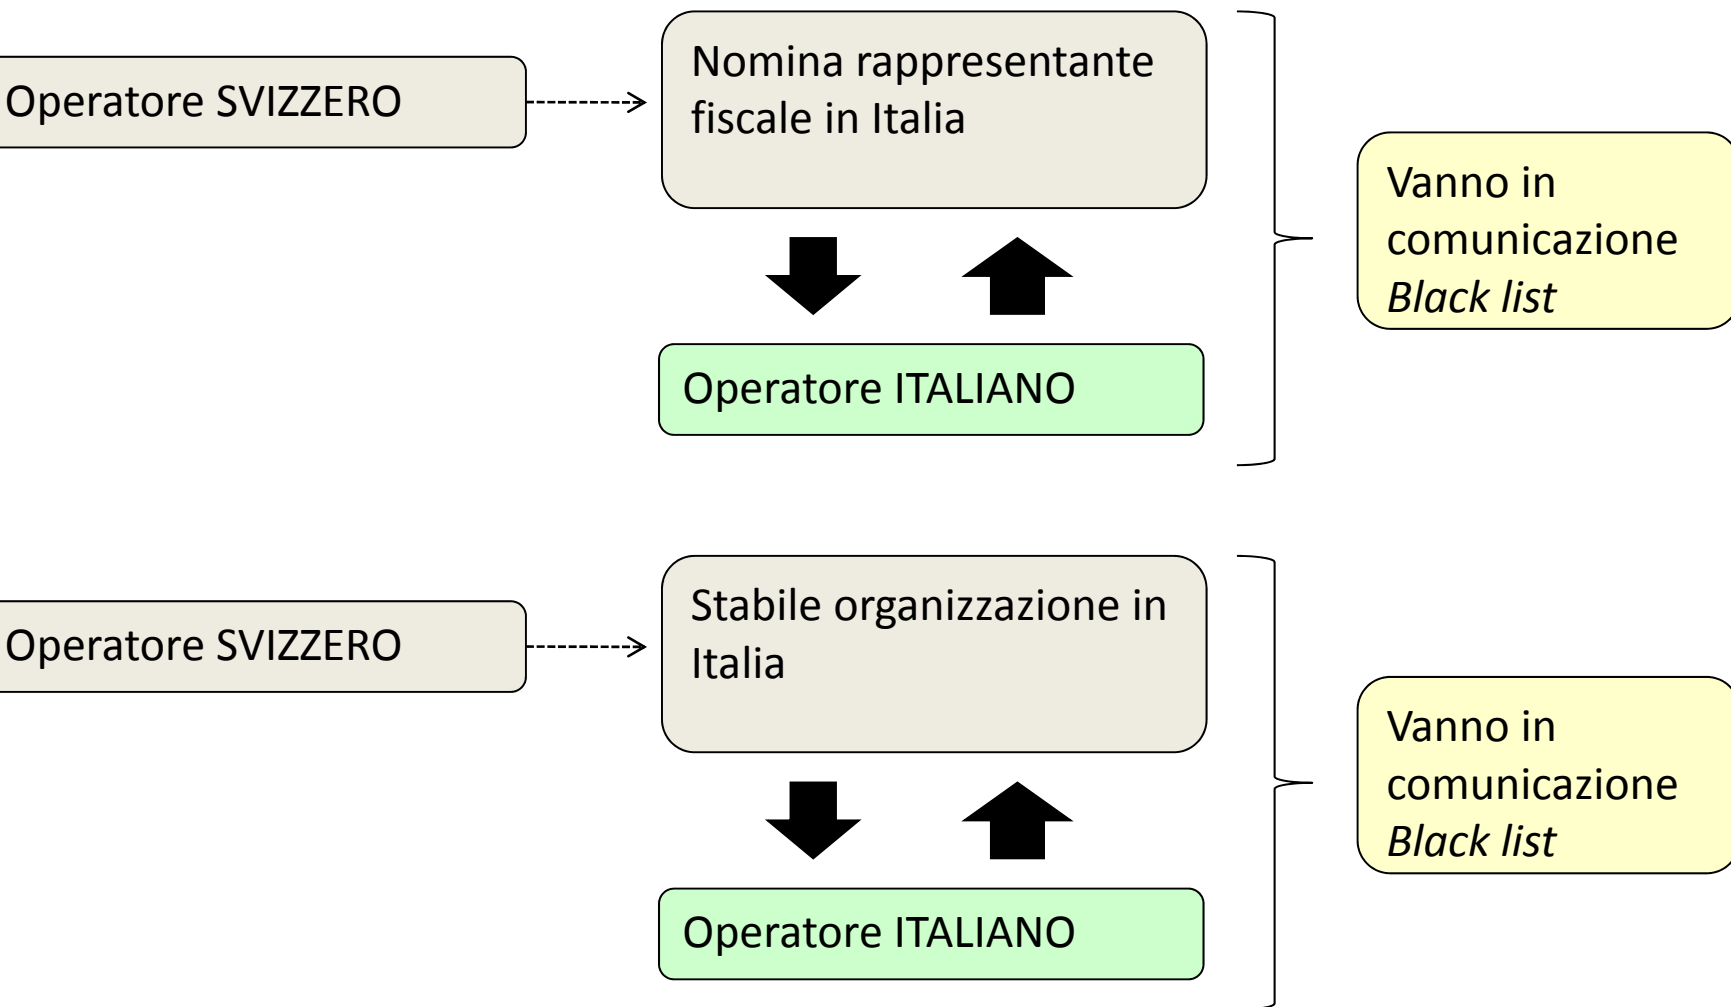 Operatore SVIZZERO
Nomina rappresentante
fiscale in Italia
Operatore ITALIANO
Vanno in
comunicazione
Black list
Operatore SVIZZERO
Stabile organizzazione in
Italia
Operatore ITALIANO
Vanno in
comunicazione
Black list